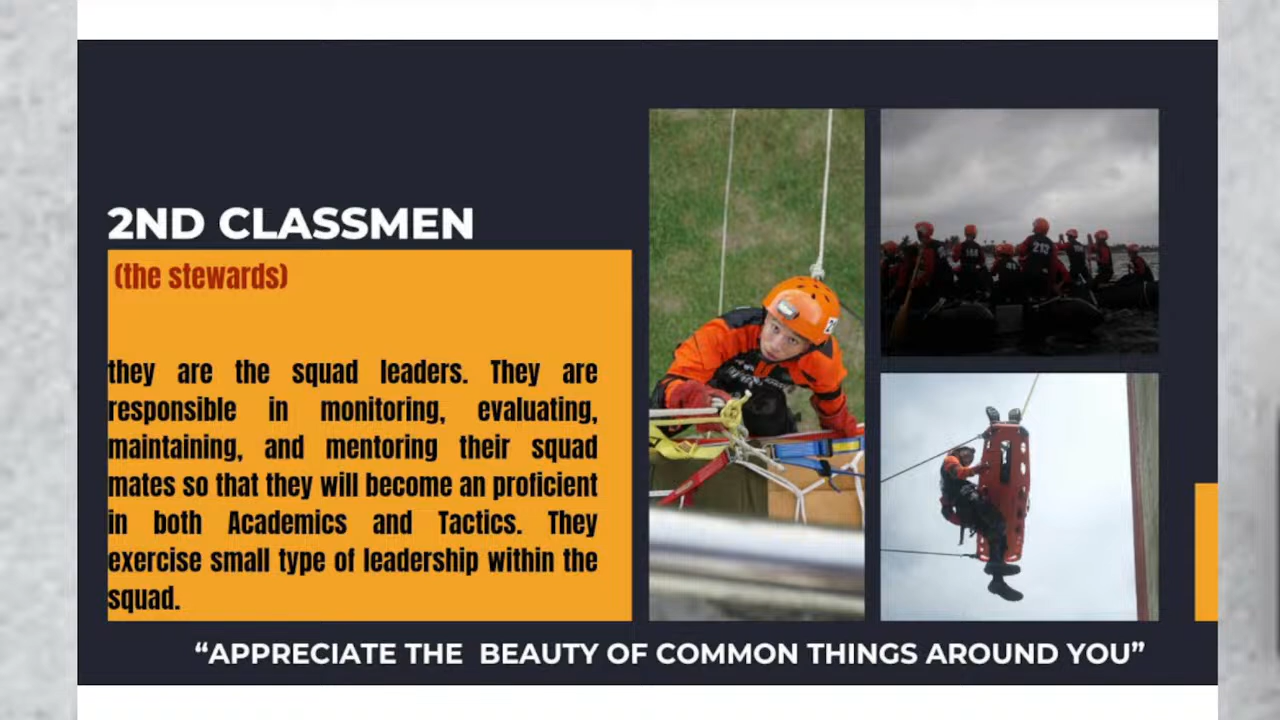 2ND CLASSMEN
(the stewards)
they are the squad leaders. They are
responsible in monitoring, evaluating,
maintaining, and mentoring their squad
mates so that they will become an proficient
in both Academics and Tactics. They
exercise small type of leadership within the
squad.
212
“APPRECIATE THE BEAUTY OF COMMON THINGS AROUND YOU”